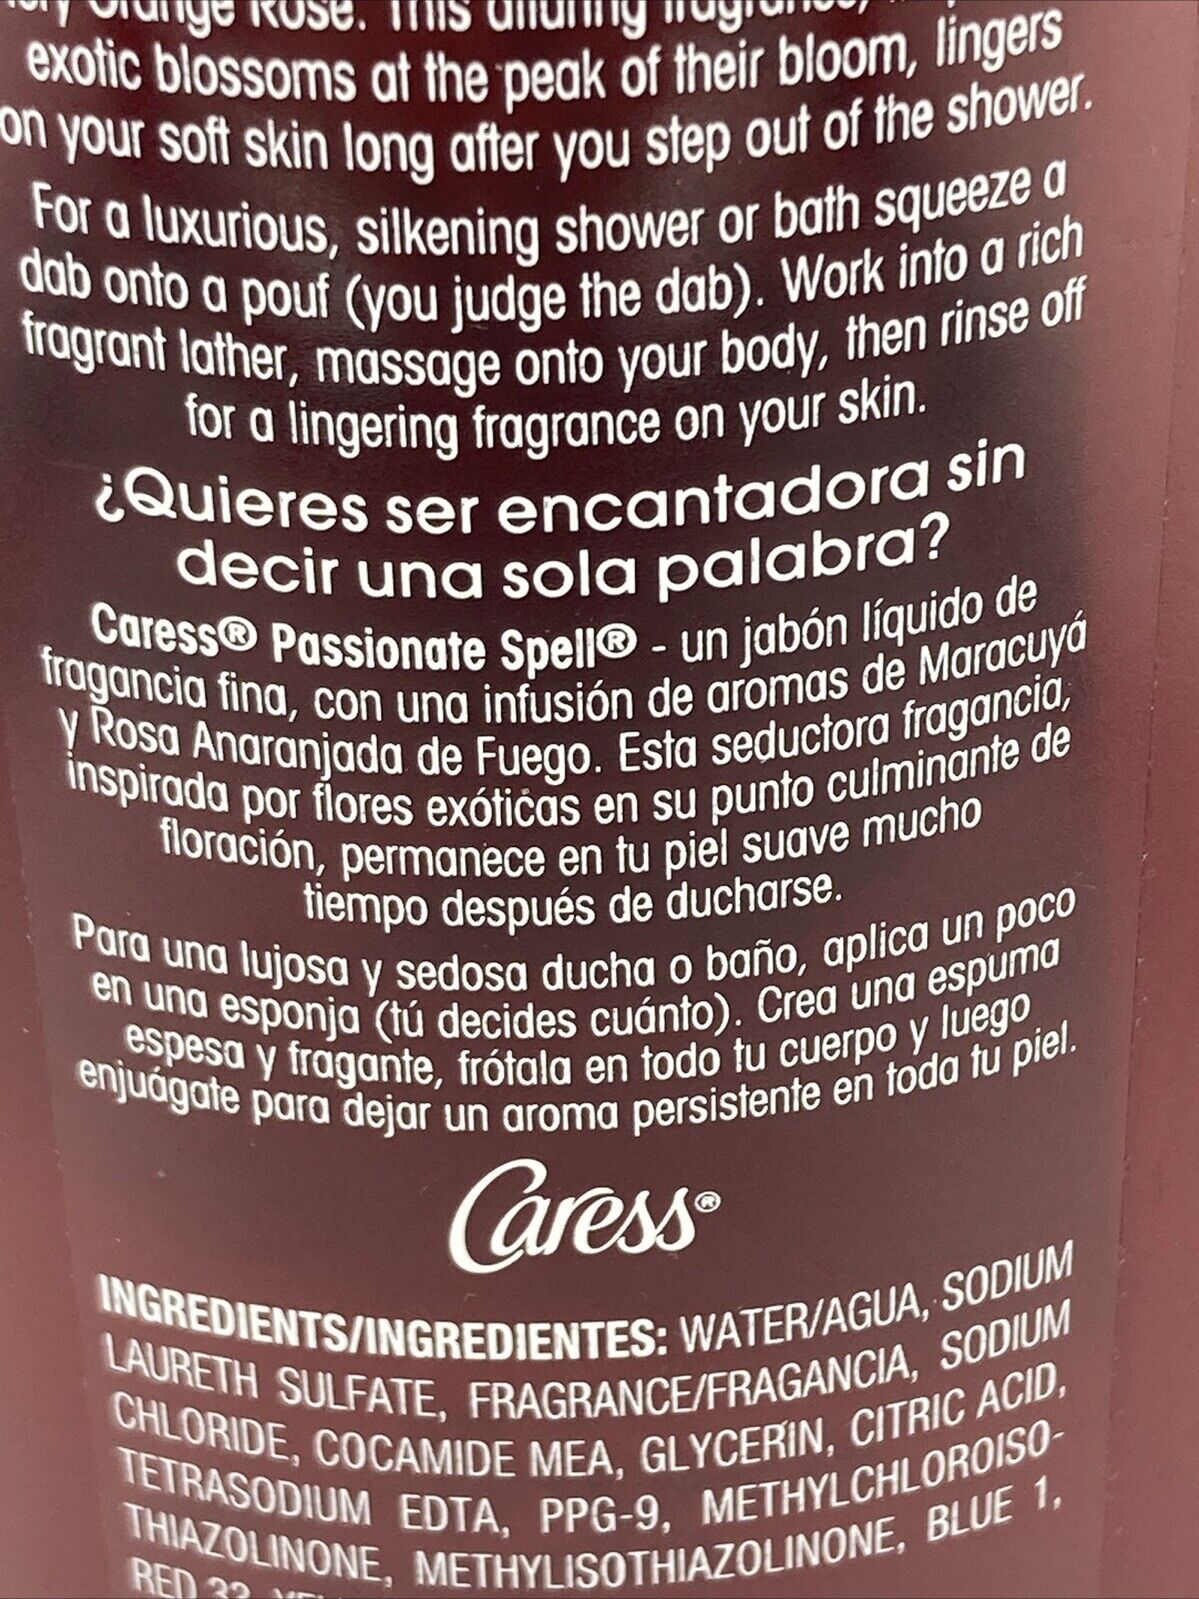 Orange Rose. This alluring
exotic blossoms at the peak of their bloom, lingers
on your soft skin long after you step out of the shower.
For a luxurious, silkening shower or bath squeeze a
dab onto a pouf (you judge the dab). Work into a rich
fragrant lather, massage onto your body, then rinse off
for a lingering fragrance on your skin.
¿Quieres ser encantadora sin
decir una sola palabra?
Caress® Passionate Spell® - un jabón líquido de
fragancia fina, con una infusión de aromas de Maracuyá
y Rosa Anaranjada de Fuego. Esta seductora fragancia,
inspirada por flores exóticas en su punto culminante de
floración, permanece en tu piel suave mucho
tiempo después de ducharse.
Para una lujosa y sedosa ducha o baño, aplica un poco
en una esponja (tú decides cuánto). Crea una espuma
espesa y fragante, frótala en todo tu cuerpo y luego
enjuágate para dejar un aroma persistente en toda tu piel.
Caress®
INGREDIENTS/INGREDIENTES: WATER/AGUA, SODIUM
LAURETH SULFATE, FRAGRANCE/FRAGANCIA, SODIUM
CHLORIDE, COCAMIDE MEA, GLYCERIN, CITRIC ACID,
TETRASODIUM EDTA, PPG-9, METHYLCHLOROISO-
THIAZOLINONE, METHYLISOTHIAZOLINONE, BLUE 1,
RED